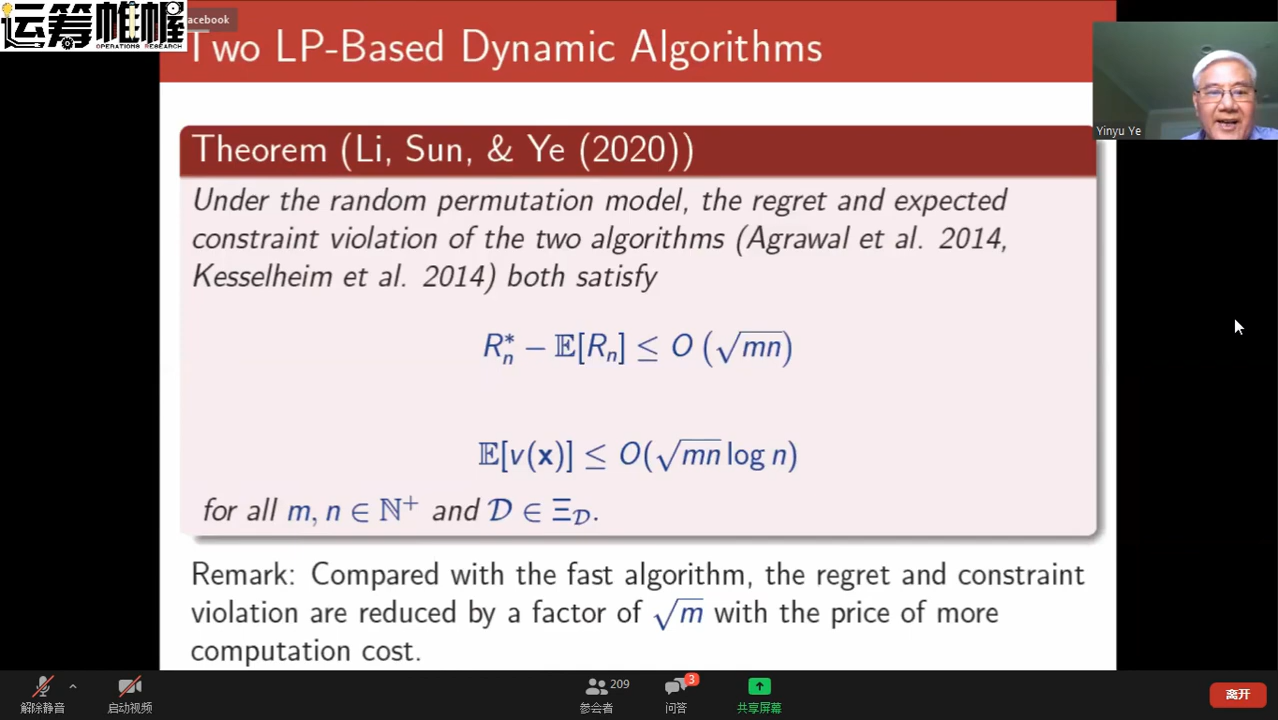 运筹帷幄
OPERATIONS RESEARCH
acebook
Two LP-Based Dynamic Algorithms
Yinyu Ye
Theorem (Li, Sun, & Ye (2020))
Under the random permutation model, the regret and expected
constraint violation of the two algorithms (Agrawal et al. 2014,
Kesselheim et al. 2014) both satisfy
R*ₙ − 𝔼[Rₙ] ≤ O (√mn)
𝔼[v(𝐱)] ≤ O(√mn log n)
for all m, n ∈ ℕ⁺ and 𝒟 ∈ Ξ_𝒟.
Remark: Compared with the fast algorithm, the regret and constraint
violation are reduced by a factor of √m with the price of more
computation cost.
209
3
解除静音 启动视频 参会者 问答 共享屏幕 离开